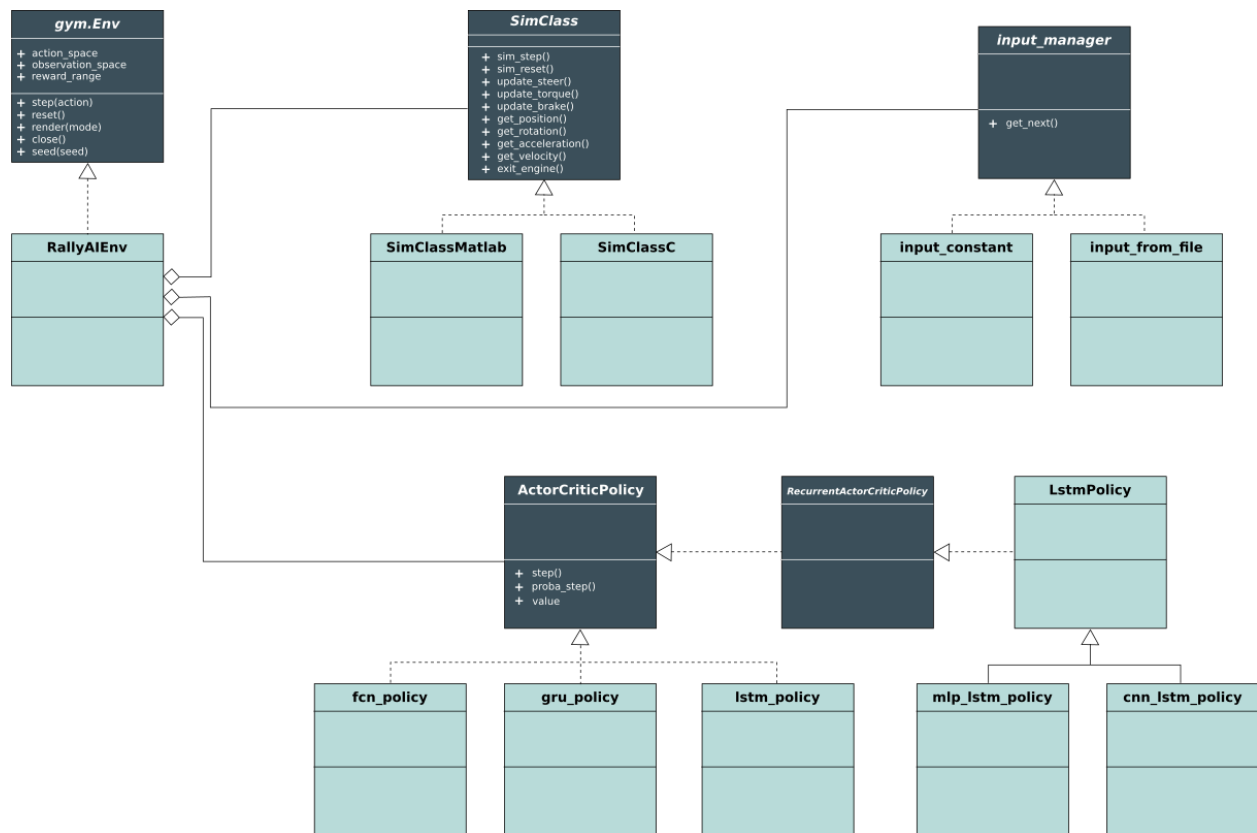 gym.Env
+ action_space
+ observation_space
+ reward_range
+ step(action)
+ reset()
+ render(mode)
+ close()
+ seed(seed)
SimClass
+ sim_step()
+ sim_reset()
+ update_steer()
+ update_torque()
+ update_brake()
+ get_position()
+ get_rotation()
+ get_acceleration()
+ get_velocity()
+ exit_engine()
input_manager
+ get_next()
RallyAIEnv
SimClassMatlab
SimClassC
input_constant
input_from_file
ActorCriticPolicy
+ step()
+ proba_step()
+ value
RecurrentActorCriticPolicy
LstmPolicy
fcn_policy
gru_policy
lstm_policy
mlp_lstm_policy
cnn_lstm_policy